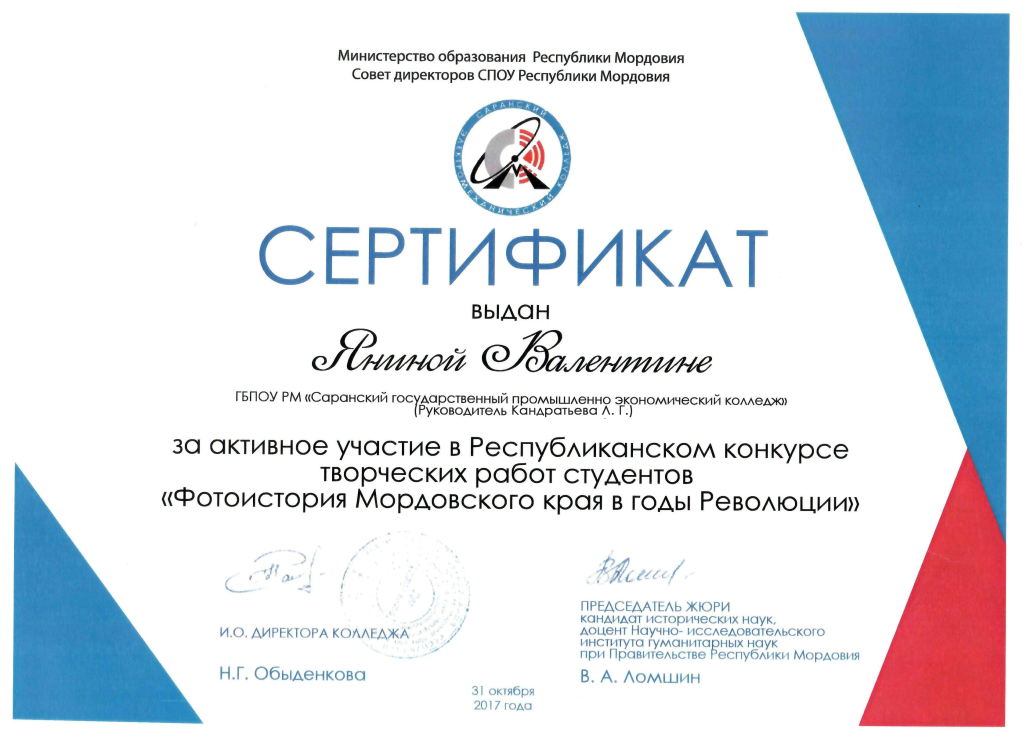 Министерство образования Республики Мордовия
Совет директоров СПОУ Республики Мордовия
САРАНСКИЙ ЭЛЕКТРОМЕХАНИЧЕСКИЙ КОЛЛЕДЖ
СЕРТИФИКАТ
выдан
Яниной Валентине
ГБПОУ РМ «Саранский государственный промышленно экономический колледж»
(Руководитель Кандратьева Л. Г.)
за активное участие в Республиканском конкурсе
творческих работ студентов
«Фотоистория Мордовского края в годы Революции»
И.О. ДИРЕКТОРА КОЛЛЕДЖА
Н.Г. Обыденкова
ПРЕДСЕДАТЕЛЬ ЖЮРИ
кандидат исторических наук,
доцент Научно- исследовательского
института гуманитарных наук
при Правительстве Республики Мордовия
В. А. Ломшин
31 октября
2017 года